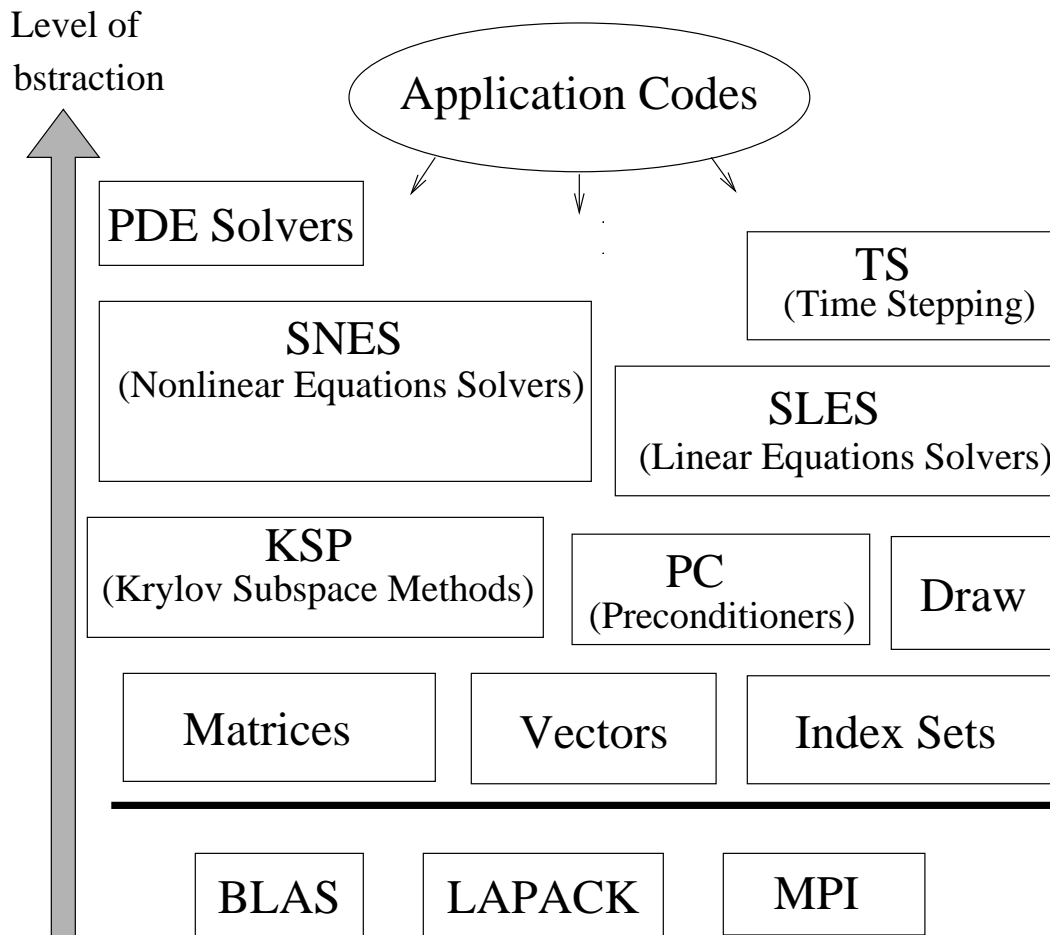 Level of
bstraction
Application Codes
PDE Solvers
TS
(Time Stepping)
SNES
(Nonlinear Equations Solvers)
SLES
(Linear Equations Solvers)
KSP
(Krylov Subspace Methods)
PC
(Preconditioners)
Draw
Matrices
Vectors
Index Sets
BLAS
LAPACK
MPI